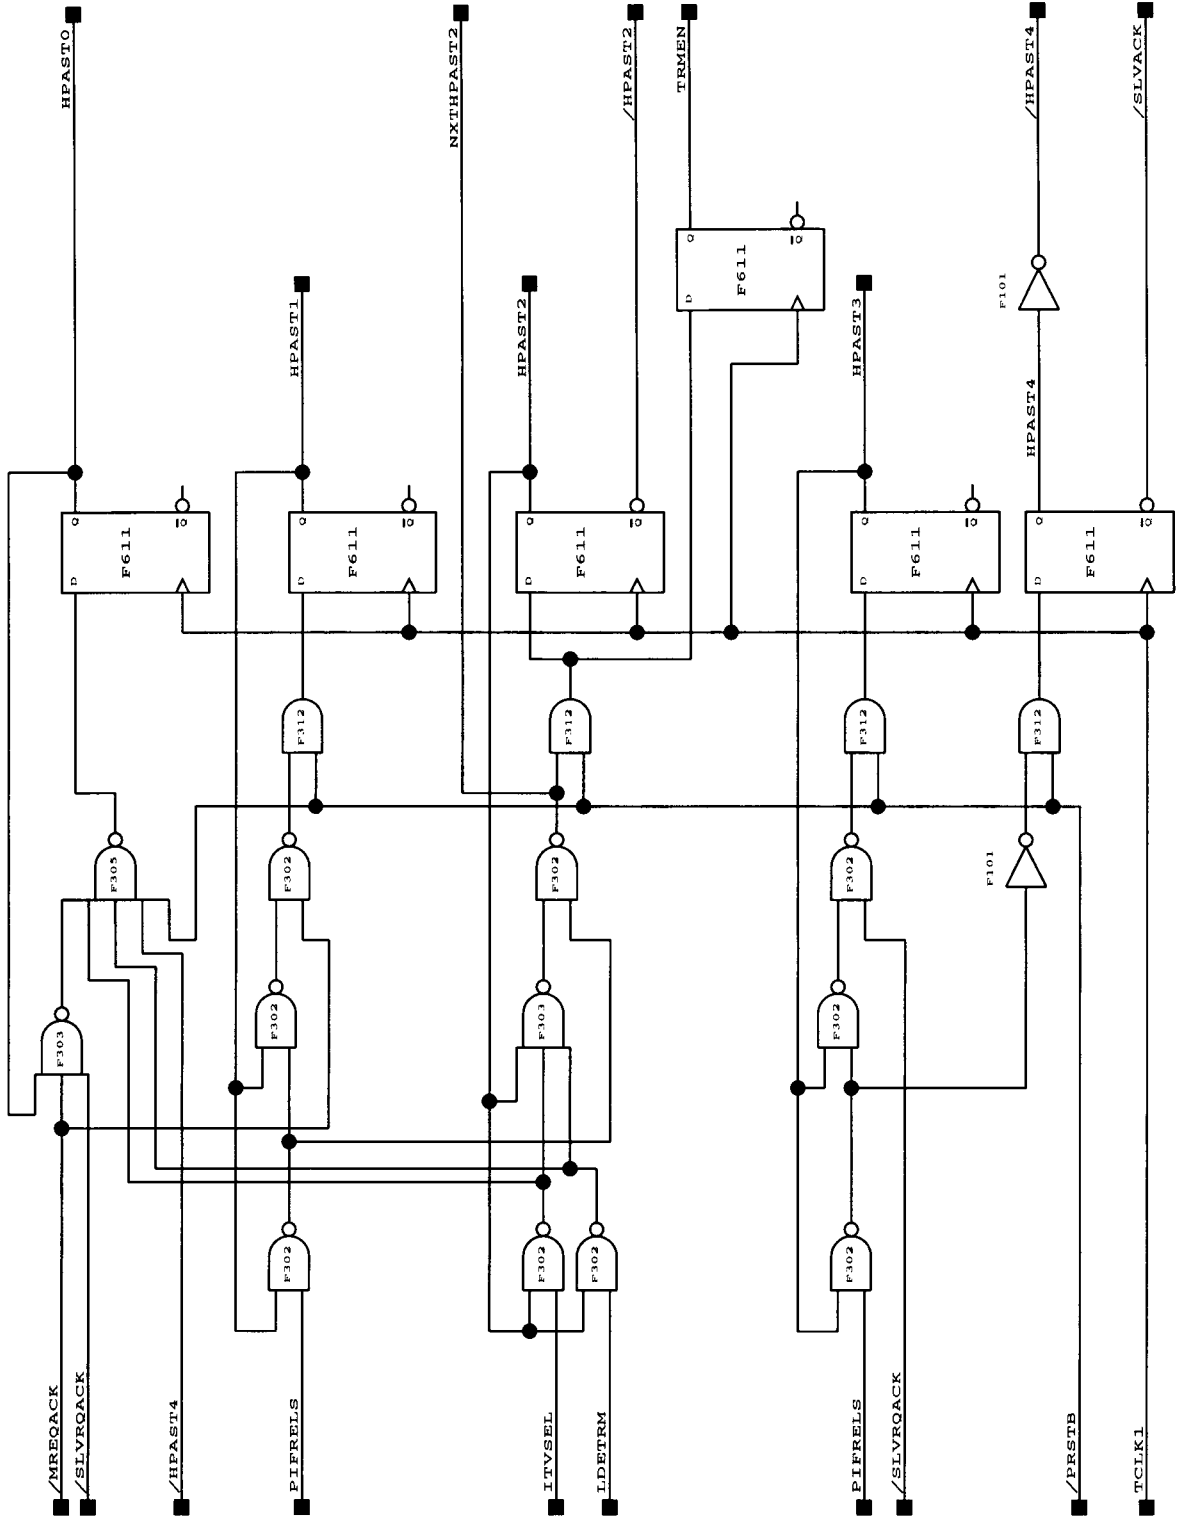 HPAST0
NXTHPAST2
/HPAST2
TRMEN
/HPAST4
/SLVACK
Q
Q
F611
D
F101
HPAST1
HPAST2
HPAST3
HPAST4
Q
Q
F611
D
Q
Q
F611
D
Q
Q
F611
D
Q
Q
F611
D
Q
F611
D
F312
F312
F312
F312
F305
F302
F302
F302
F101
F303
F302
F303
F302
F302
F302
F302
F302
/MREQACK
/SLVRQACK
/HPAST4
PIFRELS
ITVSEL
LDETRM
PIFRELS
/SLVRQACK
/PRSTB
TCLK1